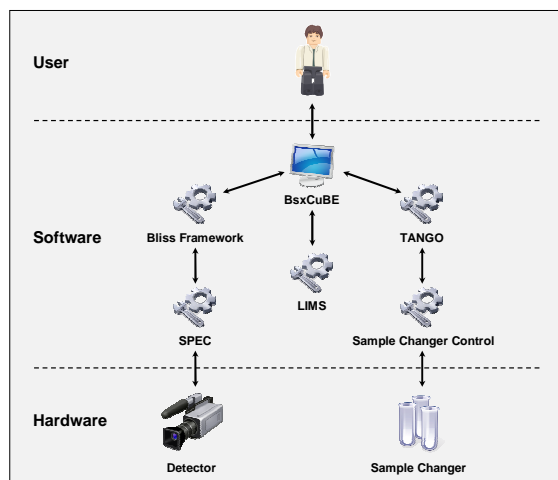 User
BsxCuBE
Bliss Framework
TANGO
Software
LIMS
SPEC
Sample Changer Control
Hardware
Detector
Sample Changer